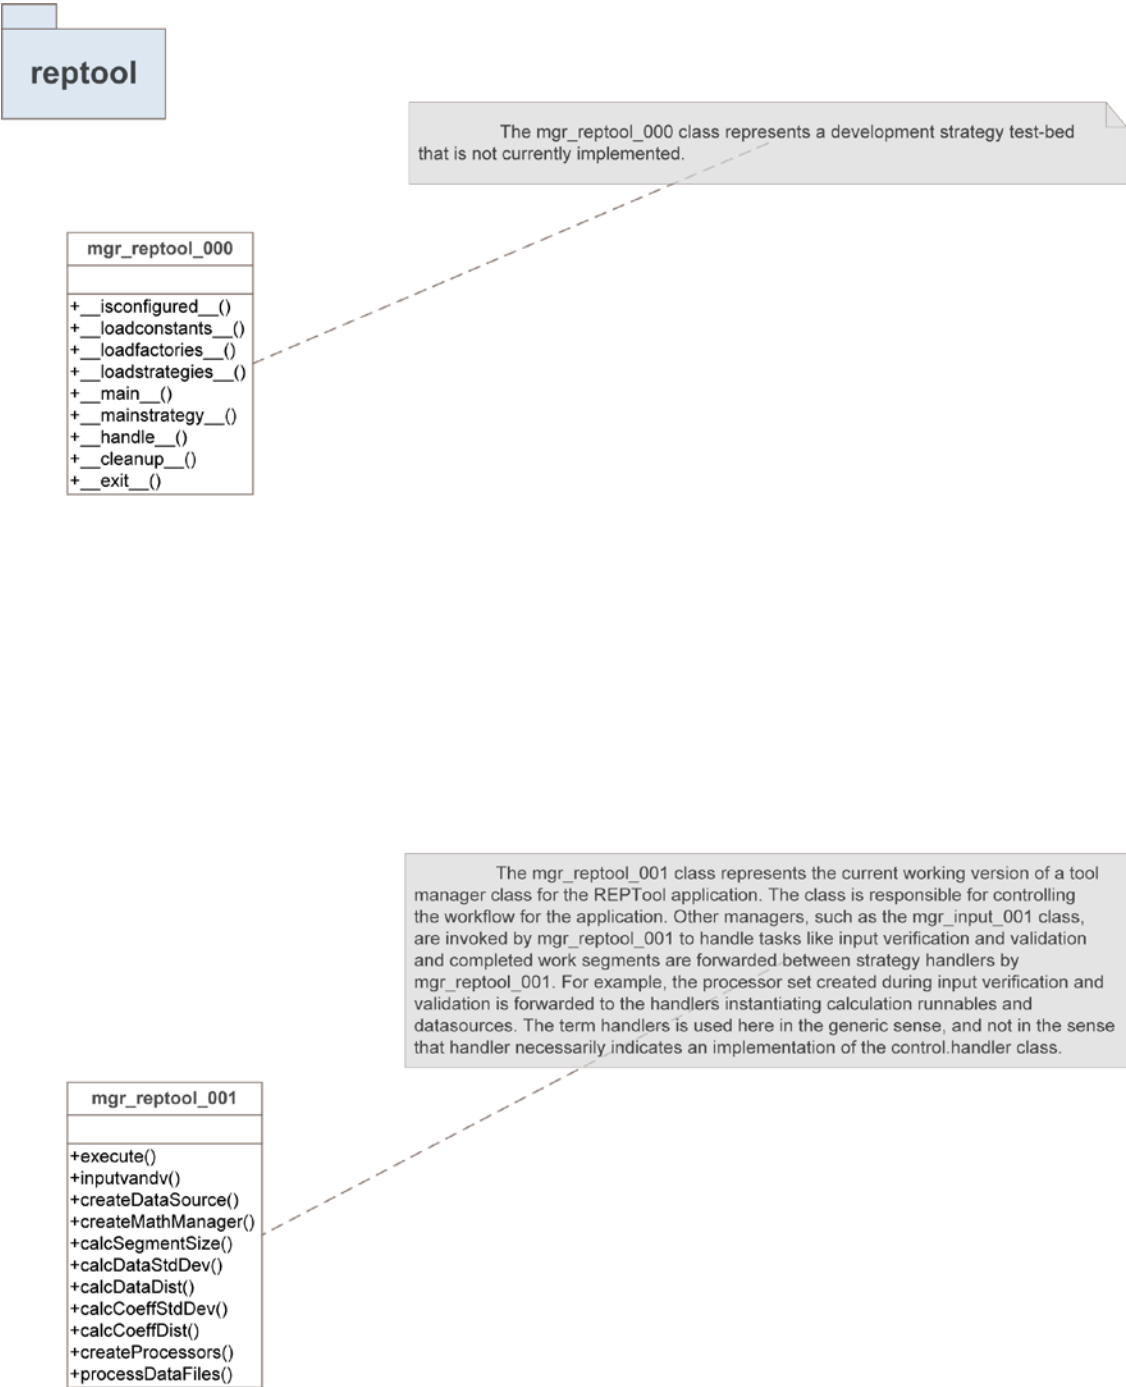 reptool
The mgr_reptool_000 class represents a development strategy test-bed
that is not currently implemented.
mgr_reptool_000
+__isconfigured__()
+__loadconstants__()
+__loadfactories__()
+__loadstrategies__()
+__main__()
+__mainstrategy__()
+__handle__()
+__cleanup__()
+__exit__()
The mgr_reptool_001 class represents the current working version of a tool
manager class for the REPTool application. The class is responsible for controlling
the workflow for the application. Other managers, such as the mgr_input_001 class,
are invoked by mgr_reptool_001 to handle tasks like input verification and validation
and completed work segments are forwarded between strategy handlers by
mgr_reptool_001. For example, the processor set created during input verification and
validation is forwarded to the handlers instantiating calculation runnables and
datasources. The term handlers is used here in the generic sense, and not in the sense
that handler necessarily indicates an implementation of the control.handler class.
mgr_reptool_001
+execute()
+inputvandv()
+createDataSource()
+createMathManager()
+calcSegmentSize()
+calcDataStdDev()
+calcDataDist()
+calcCoeffStdDev()
+calcCoeffDist()
+createProcessors()
+processDataFiles()